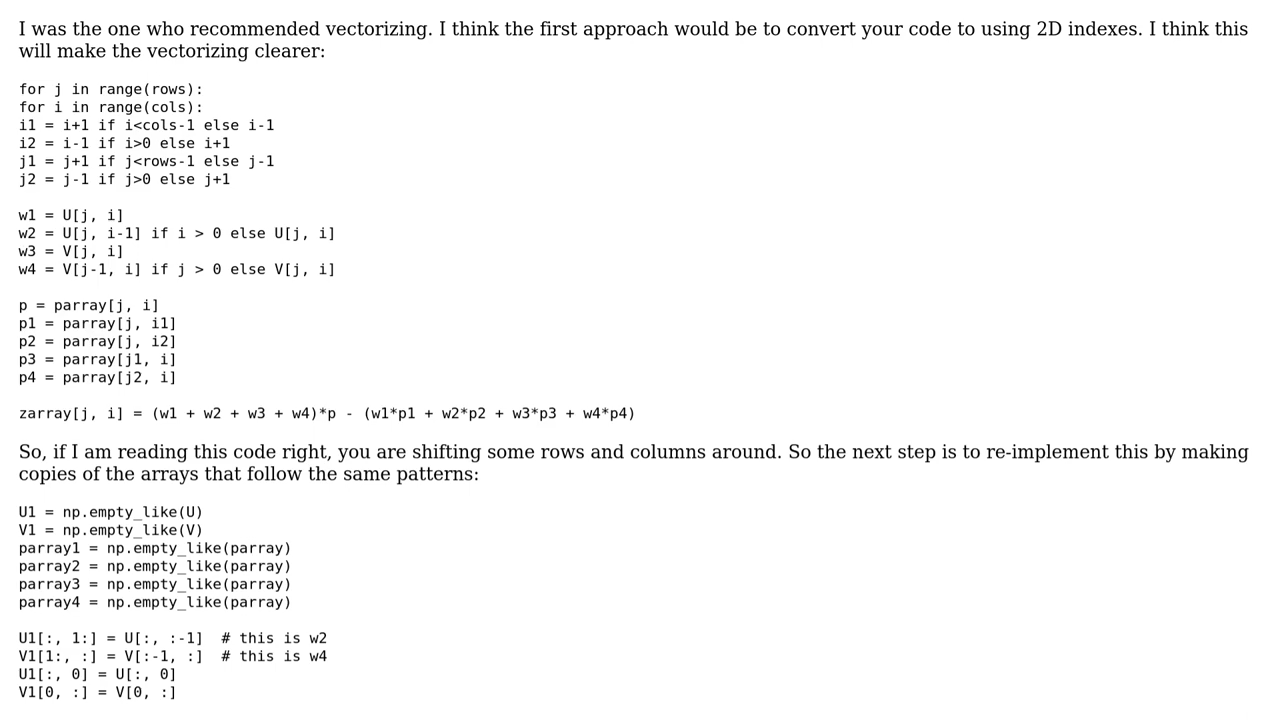 I was the one who recommended vectorizing. I think the first approach would be to convert your code to using 2D indexes. I think this
will make the vectorizing clearer:
for j in range(rows):
for i in range(cols):
i1 = i+1 if i<cols-1 else i-1
i2 = i-1 if i>0 else i+1
j1 = j+1 if j<rows-1 else j-1
j2 = j-1 if j>0 else j+1
w1 = U[j, i]
w2 = U[j, i-1] if i > 0 else U[j, i]
w3 = V[j, i]
w4 = V[j-1, i] if j > 0 else V[j, i]
p = parray[j, i]
p1 = parray[j, i1]
p2 = parray[j, i2]
p3 = parray[j1, i]
p4 = parray[j2, i]
zarray[j, i] = (w1 + w2 + w3 + w4)*p - (w1*p1 + w2*p2 + w3*p3 + w4*p4)
So, if I am reading this code right, you are shifting some rows and columns around. So the next step is to re-implement this by making
copies of the arrays that follow the same patterns:
U1 = np.empty_like(U)
V1 = np.empty_like(V)
parray1 = np.empty_like(parray)
parray2 = np.empty_like(parray)
parray3 = np.empty_like(parray)
parray4 = np.empty_like(parray)
U1[:, 1:] = U[:, :-1]  # this is w2
V1[1:, :] = V[:-1, :]  # this is w4
U1[:, 0] = U[:, 0]
V1[0, :] = V[0, :]